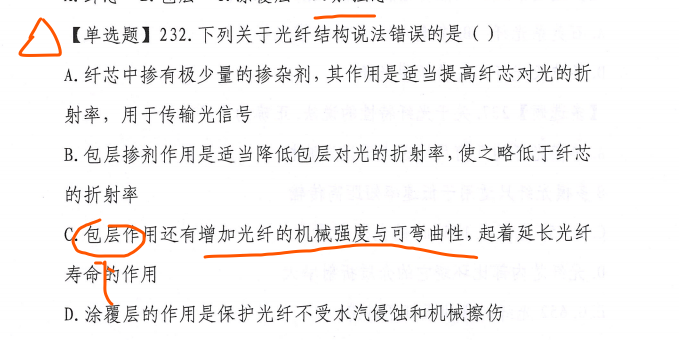 【单选题】232.下列关于光纤结构说法错误的是( )
A.纤芯中掺有极少量的掺杂剂，其作用是适当提高纤芯对光的折
射率，用于传输光信号
B.包层掺剂作用是适当降低包层对光的折射率，使之略低于纤芯
的折射率
C.包层作用还有增加光纤的机械强度与可弯曲性，起着延长光纤
寿命的作用
D.涂覆层的作用是保护光纤不受水汽侵蚀和机械擦伤